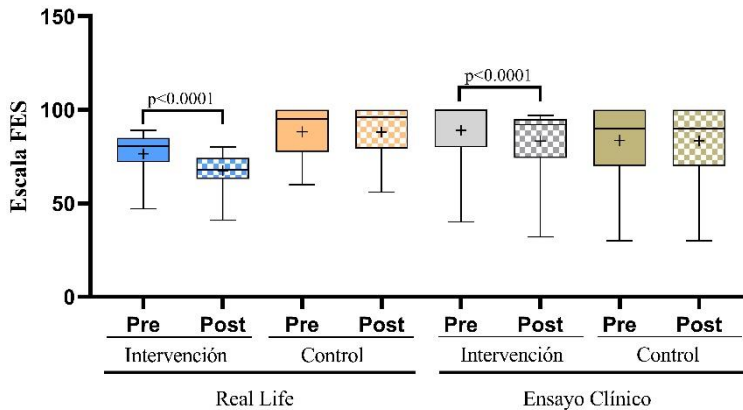 Escala FES
150
100
50
0
p<0.0001
p<0.0001
Pre Post Pre Post Pre Post Pre Post
Intervención Control Intervención Control
Real Life Ensayo Clínico